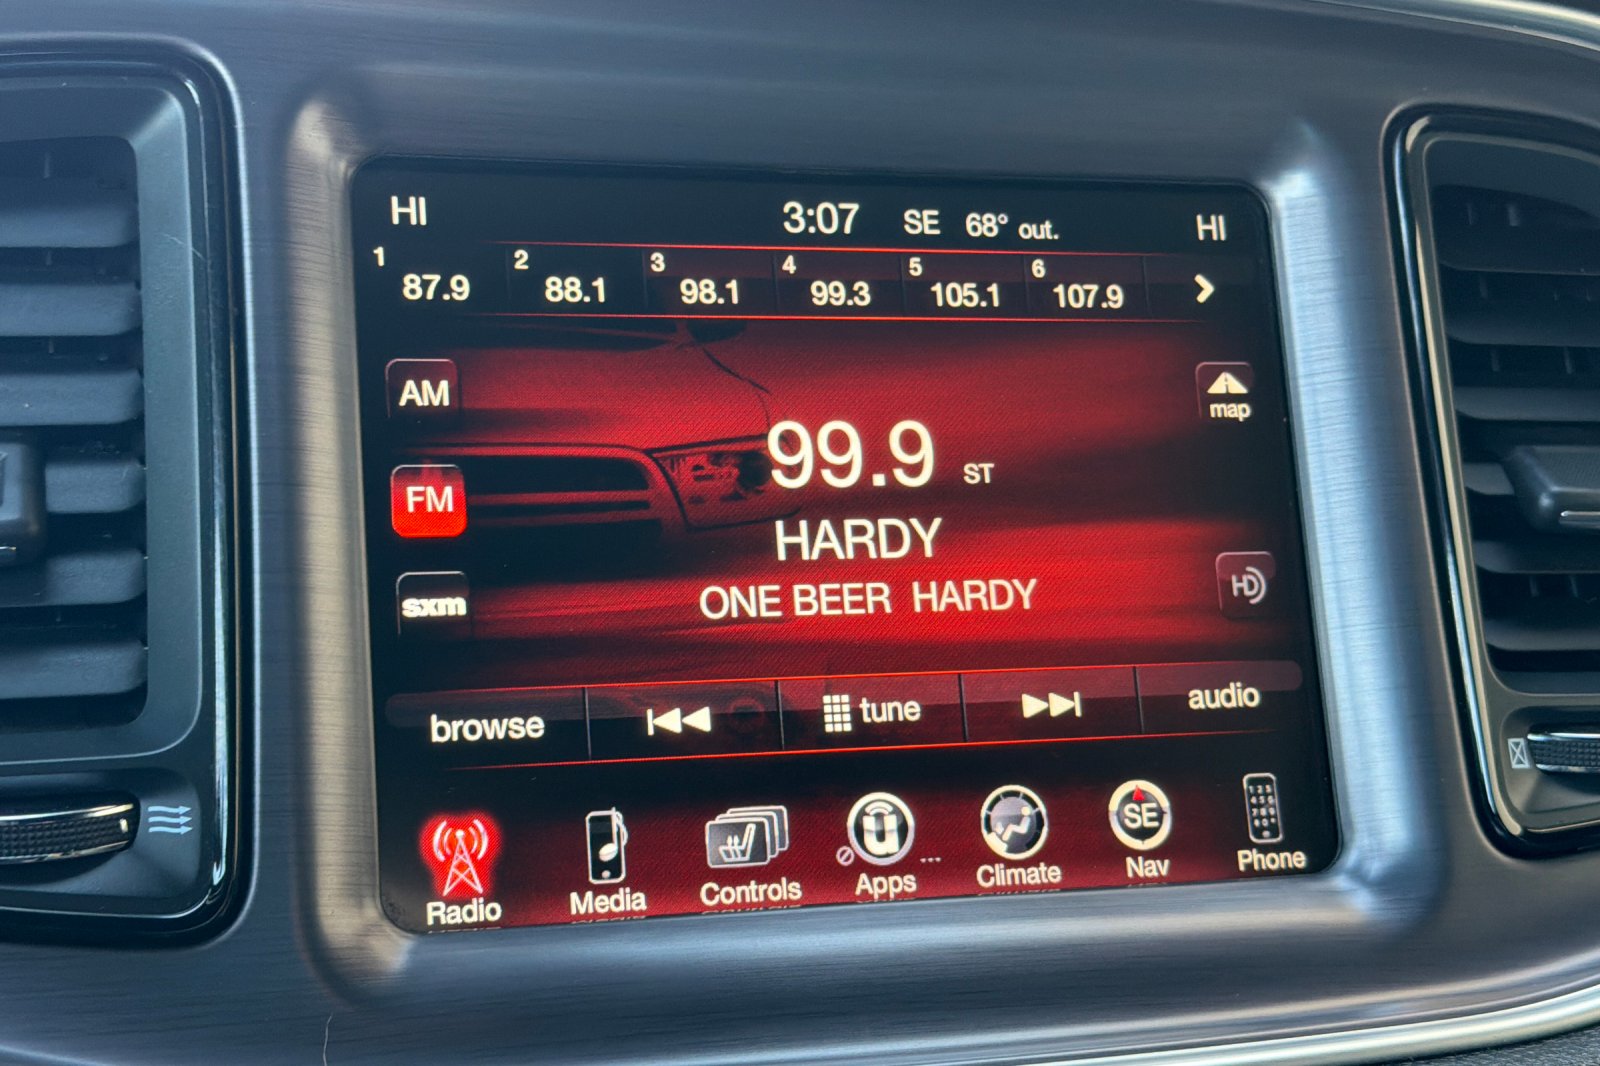 HI 3:07 SE 68° out. HI
1 2 3 4 5 6
87.9 88.1 98.1 99.3 105.1 107.9
AM
map
99.9 ST
FM
HARDY
HD
sxm
ONE BEER HARDY
browse tune audio
SE
Radio Media Controls Apps Climate Nav Phone